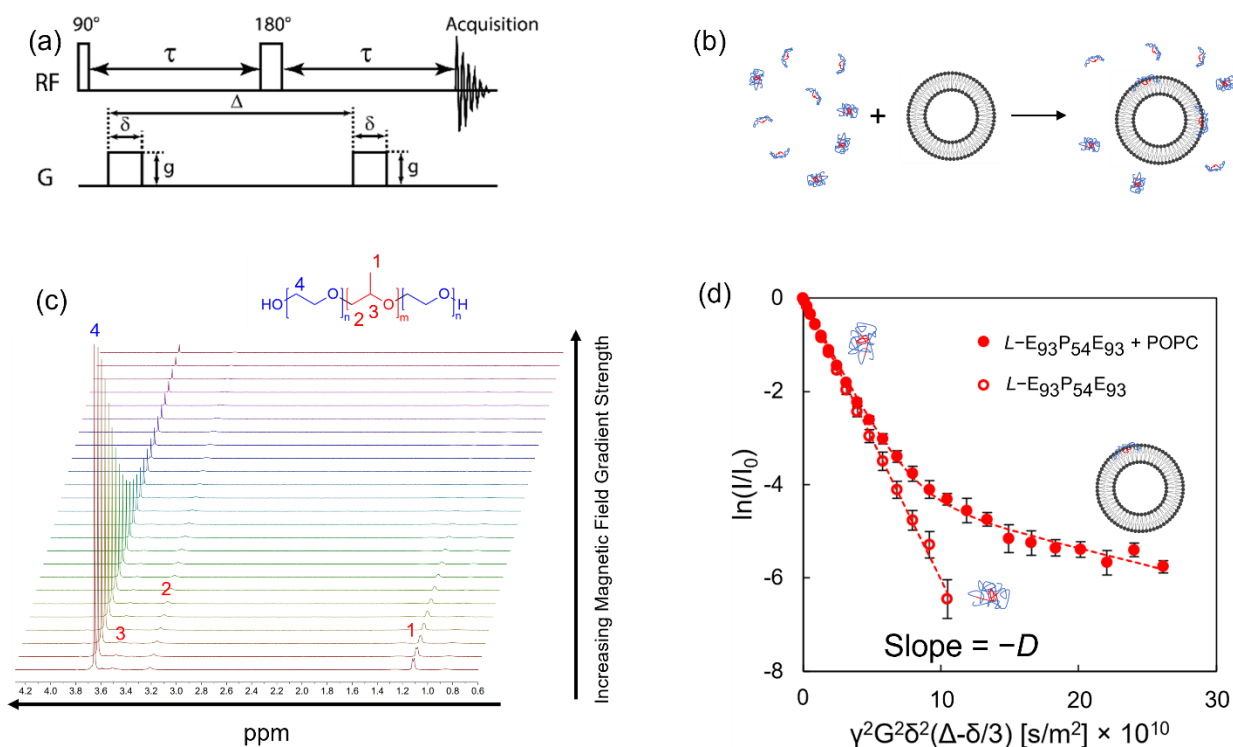 (a)
90°
180°
Acquisition
τ
τ
RF
Δ
δ
δ
g
g
G
(b)
+
(c)
1
4
HO
O
O
O
H
n
2
3
m
n
4
3
2
1
4.2 4.0 3.8 3.6 3.4 3.2 3.0 2.8 2.6 2.4 2.2 2.0 1.8 1.6 1.4 1.2 1.0 0.8 0.6
ppm
Increasing Magnetic Field Gradient Strength
(d)
0
-2
-4
-6
-8
ln(I/I₀)
L−E₉₃P₅₄E₉₃ + POPC
L−E₉₃P₅₄E₉₃
Slope = −D
0 10 20 30
γ²G²δ²(Δ-δ/3) [s/m²] × 10¹⁰